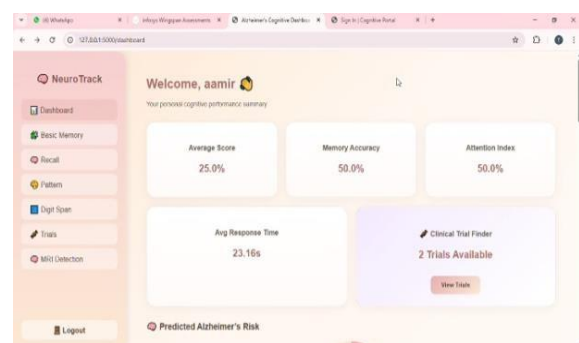 (6) WhatsApp
Infosys Wingspan Assessments
Alzheimer's Cognitive Dashboa
Sign In | Cognitive Portal
127.0.0.1:5000/dashboard
NeuroTrack
Dashboard
Basic Memory
Recall
Pattern
Digit Span
Trials
MRI Detection
Logout
Welcome, aamir
Your personal cognitive performance summary
Average Score
25.0%
Memory Accuracy
50.0%
Attention Index
50.0%
Avg Response Time
23.16s
Clinical Trial Finder
2 Trials Available
View Trials
Predicted Alzheimer's Risk